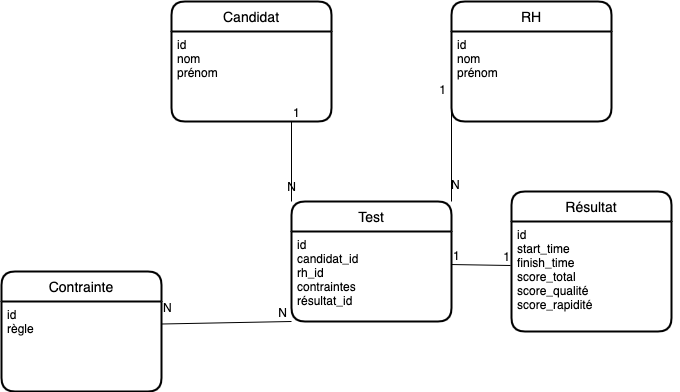 Candidat
id
nom
prénom
1
N
RH
id
nom
prénom
1
N
Test
id
candidat_id
rh_id
contraintes
résultat_id
1
1
Résultat
id
start_time
finish_time
score_total
score_qualité
score_rapidité
Contrainte
id
règle
N
N